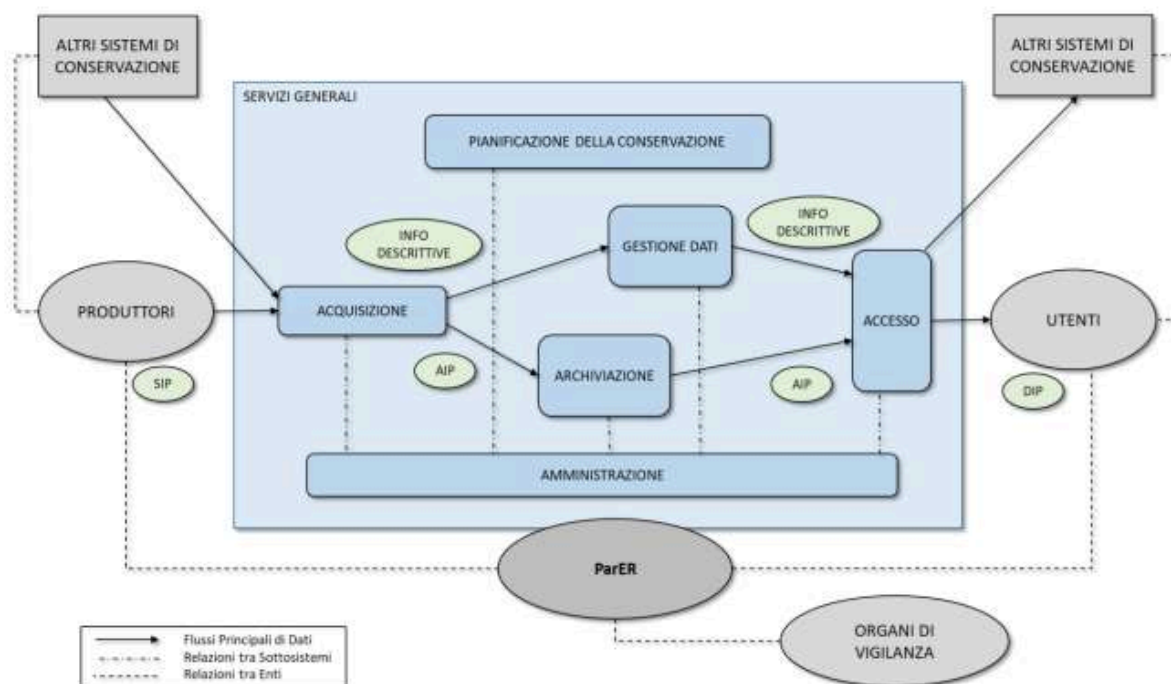 ALTRI SISTEMI DI
CONSERVAZIONE
ALTRI SISTEMI DI
CONSERVAZIONE
SERVIZI GENERALI
PIANIFICAZIONE DELLA CONSERVAZIONE
INFO
DESCRITTIVE
GESTIONE DATI
INFO
DESCRITTIVE
PRODUTTORI
ACQUISIZIONE
ACCESSO
UTENTI
SIP
AIP
ARCHIVIAZIONE
AIP
DIP
AMMINISTRAZIONE
ParER
ORGANI DI
VIGILANZA
Flussi Principali di Dati
Relazioni tra Sottosistemi
Relazioni tra Enti